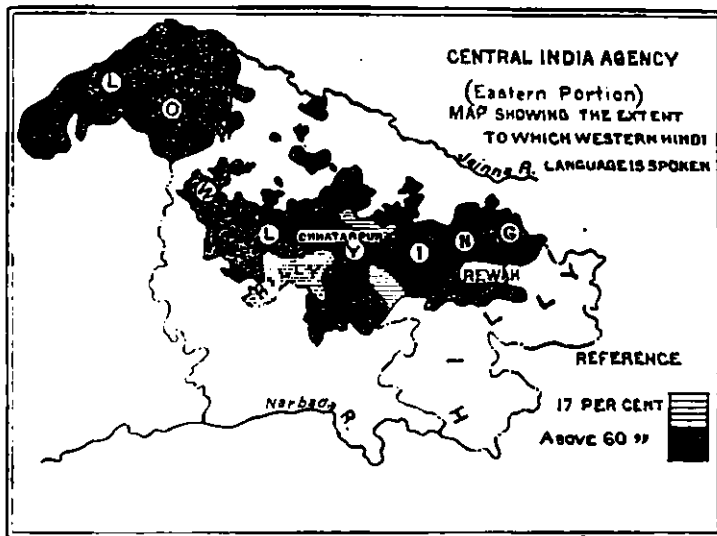 CENTRAL INDIA AGENCY
(Eastern Portion)
MAP SHOWING THE EXTENT
TO WHICH WESTERN HINDI
LANGUAGE IS SPOKEN
Jainna R.
L O
W L Y I N G
CHHATARPUR
REWAH
H I L L Y
Narbada R.
REFERENCE
17 PER CENT
ABOVE 60 "